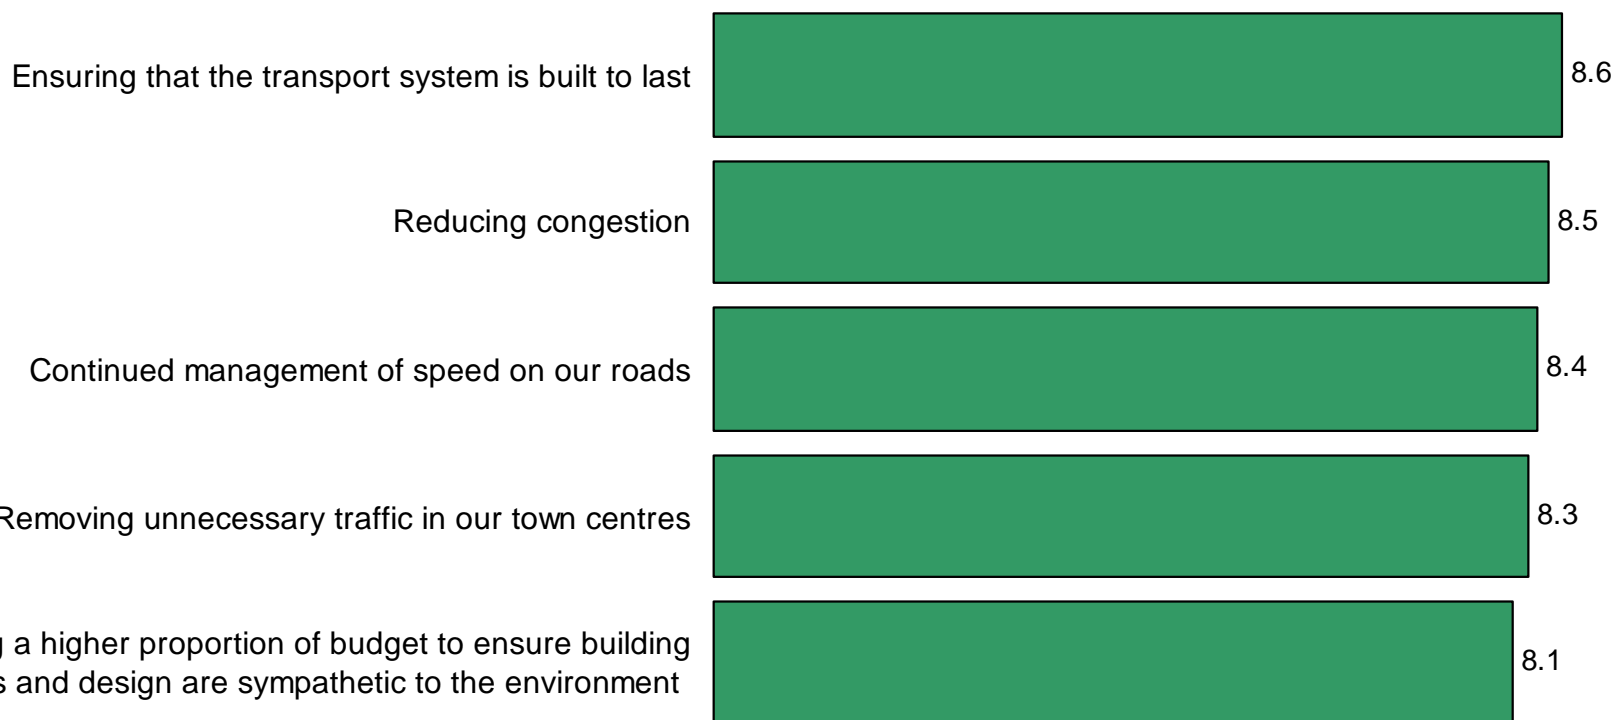 Ensuring that the transport system is built to last
8.6
Reducing congestion
8.5
Continued management of speed on our roads
8.4
Removing unnecessary traffic in our town centres
8.3
a higher proportion of budget to ensure building
and design are sympathetic to the environment
8.1